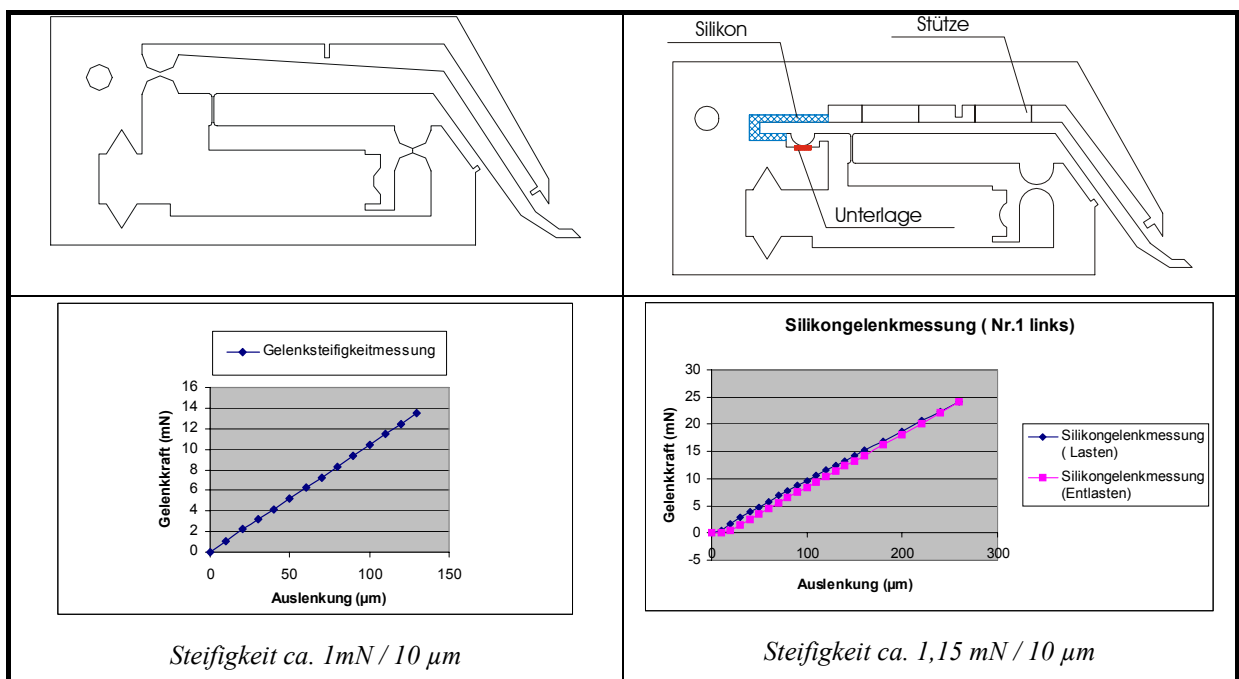 Silikon
Stütze
Unterlage
Gelenksteifigkeitmessung
16
14
12
10
8
6
4
2
0
Gelenkkraft (mN)
0 50 100 150
Auslenkung (µm)
Steifigkeit ca. 1mN / 10 µm
Silikongelenkmessung ( Nr.1 links)
30
25
20
15
10
5
0
-5
Gelenkkraft (mN)
0 100 200 300
Auslenkung (µm)
Silikongelenkmessung
( Lasten)
Silikongelenkmessung
(Entlasten)
Steifigkeit ca. 1,15 mN / 10 µm